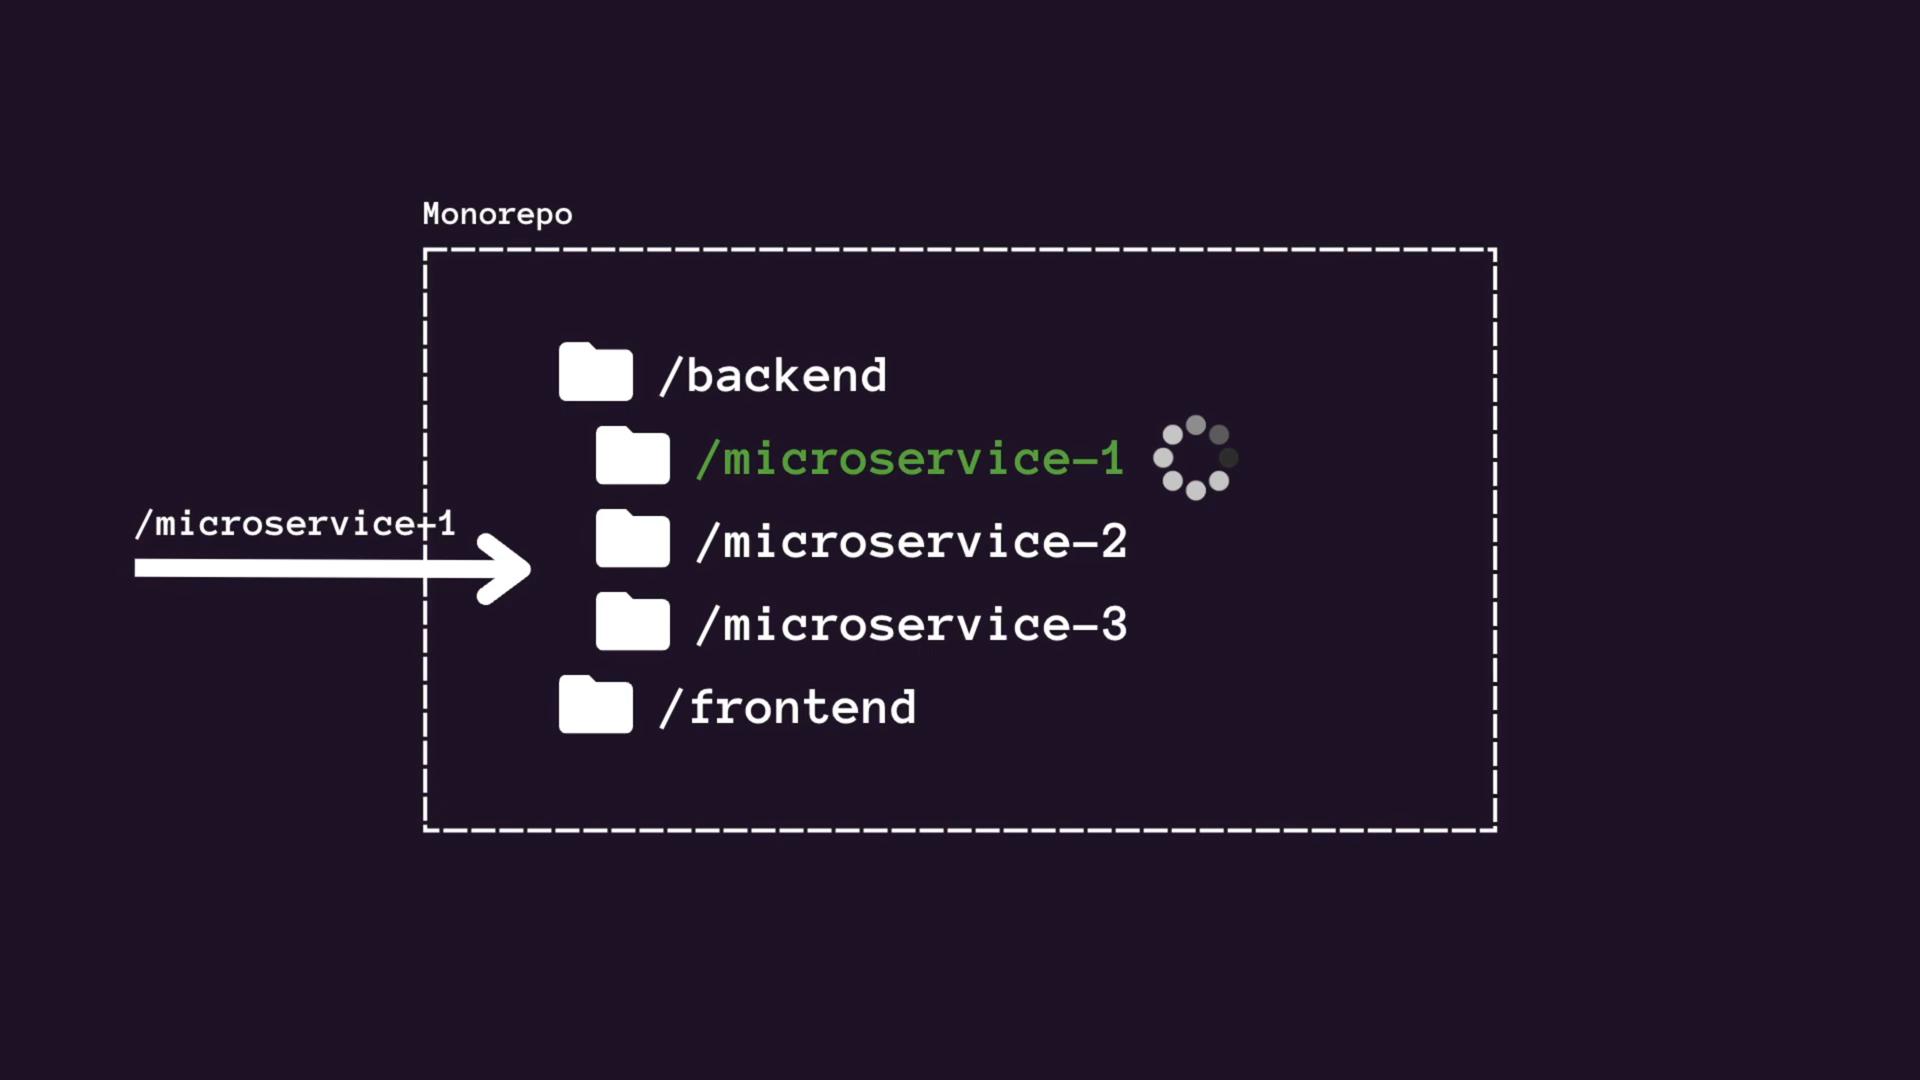 Monorepo
/backend
/microservice-1
/microservice-1
/microservice-2
/microservice-3
/frontend